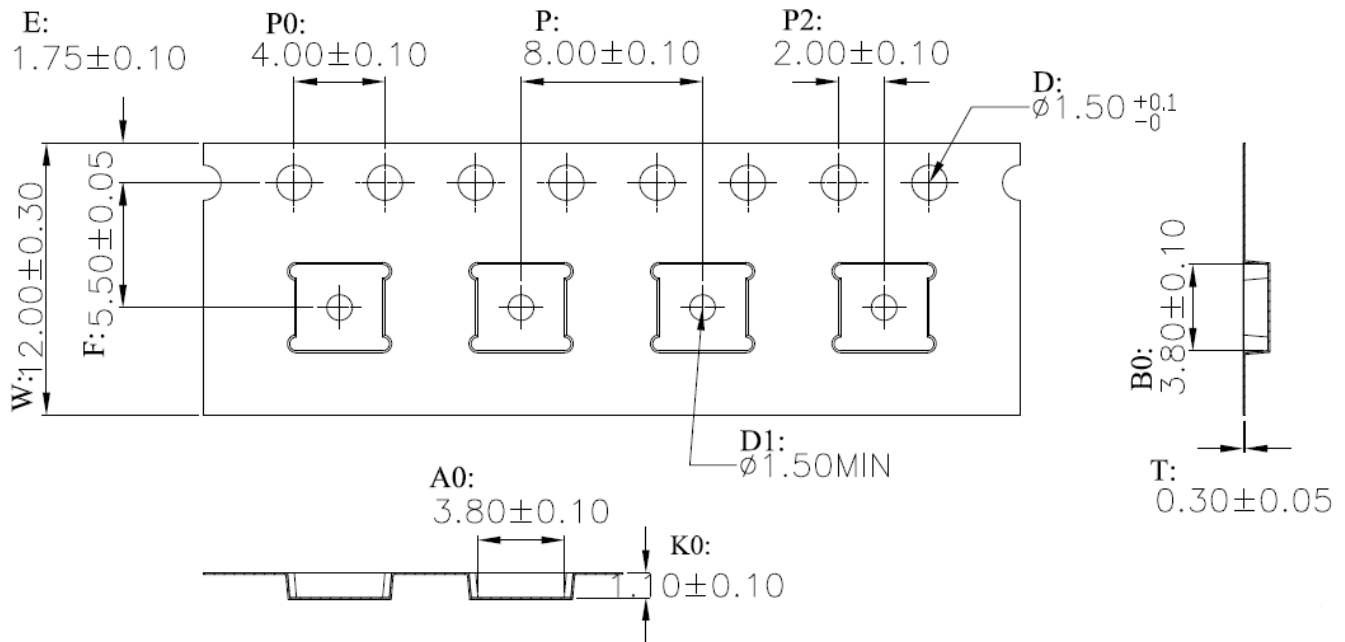 E:
1.75±0.10
P0:
4.00±0.10
P:
8.00±0.10
P2:
2.00±0.10
D:
ø1.50 +0.1
-0
W:12.00±0.30
F:5.50±0.05
B0:
3.80±0.10
D1:
ø1.50MIN
A0:
3.80±0.10
K0:
1.10±0.10
T:
0.30±0.05